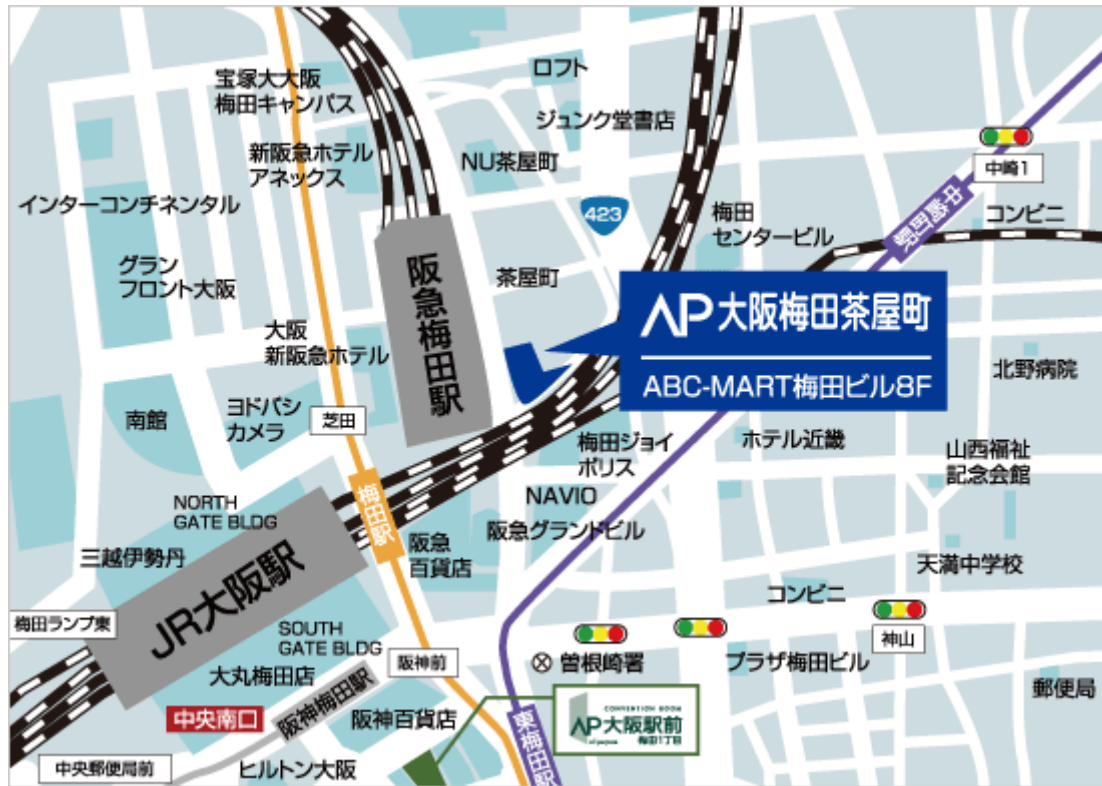 ロフト
宝塚大大阪
梅田キャンパス
ジュンク堂書店
新阪急ホテル
アネックス
NU茶屋町
中崎1
インターコンチネンタル
423
梅田
センタービル
コンビニ
中崎町駅
グラン
フロント大阪
阪急梅田駅
茶屋町
AP大阪梅田茶屋町
ABC-MART梅田ビル8F
大阪
新阪急ホテル
北野病院
南館
ヨドバシ
カメラ
芝田
梅田ジョイ
ポリス
ホテル近畿
山西福祉
記念会館
NORTH
GATE BLDG
梅田駅
NAVIO
阪急グランドビル
三越伊勢丹
JR大阪駅
阪急
百貨店
天満中学校
コンビニ
梅田ランプ東
SOUTH
GATE BLDG
阪神前
曽根崎署
神山
プラザ梅田ビル
大丸梅田店
郵便局
中央南口
阪神梅田駅
阪神百貨店
CONVENTION ROOM
AP大阪駅前
梅田1丁目
東梅田駅
中央郵便局前
ヒルトン大阪